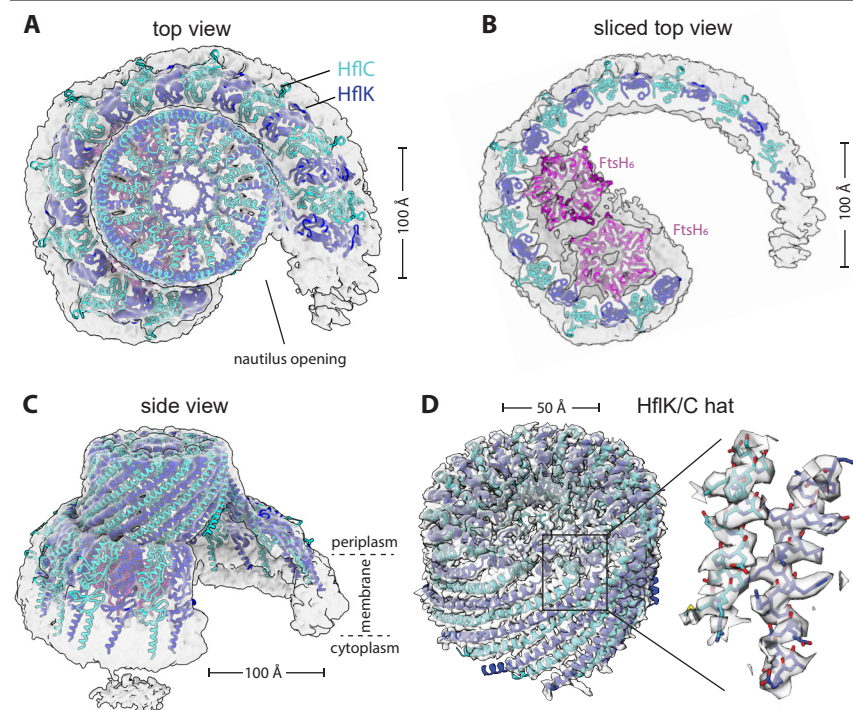 A
top view
HflC
HflK
100 Å
nautilus opening
B
sliced top view
FtsH₆
FtsH₆
100 Å
C
side view
periplasm
membrane
cytoplasm
100 Å
D
50 Å
HflK/C hat